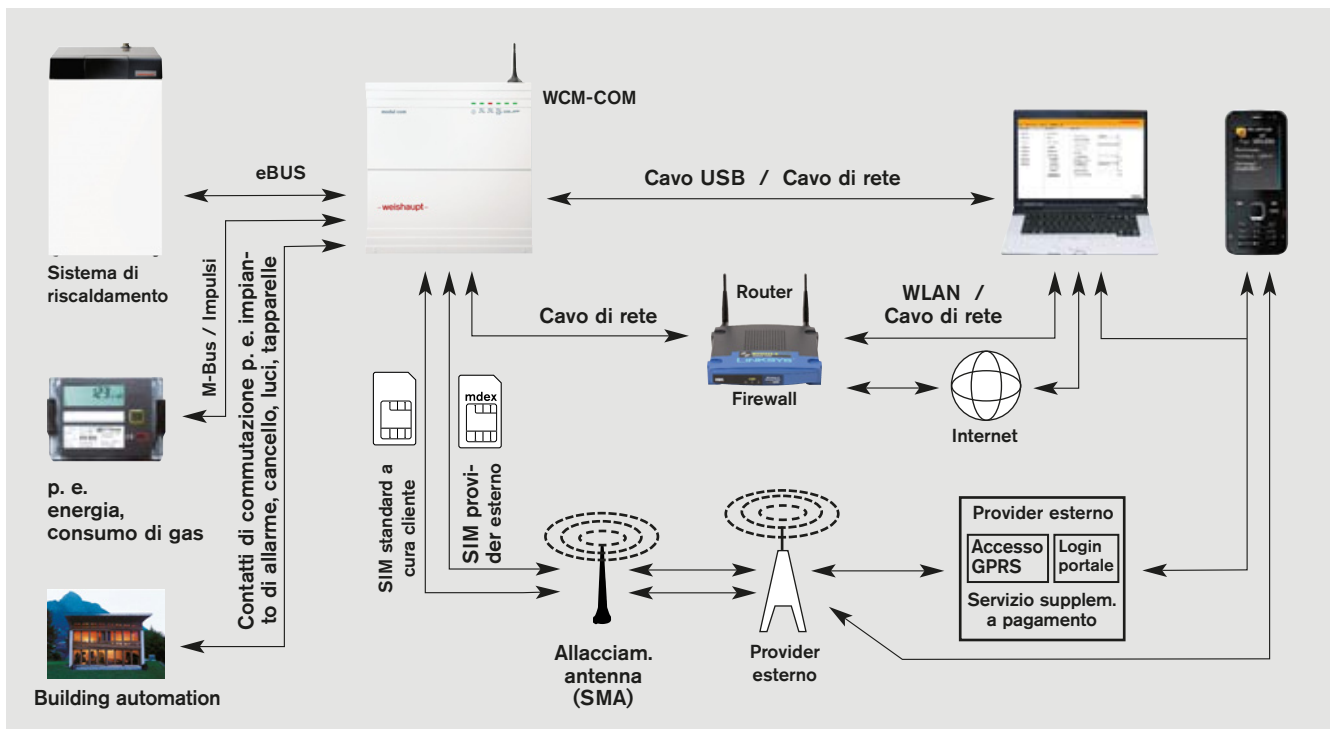 WCM-COM
weishaupt
eBUS
Cavo USB / Cavo di rete
Sistema di
riscaldamento
M-Bus / Impulsi
Contatti di commutazione p. e. impian-
to di allarme, cancello, luci, tapparelle
Cavo di rete
Router
Firewall
WLAN /
Cavo di rete
Internet
p. e.
energia,
consumo di gas
SIM standard a
cura cliente
mdex
SIM provi-
der esterno
Building automation
Allacciam.
antenna
(SMA)
Provider
esterno
Provider esterno
Accesso
GPRS
Login
portale
Servizio supplem.
a pagamento